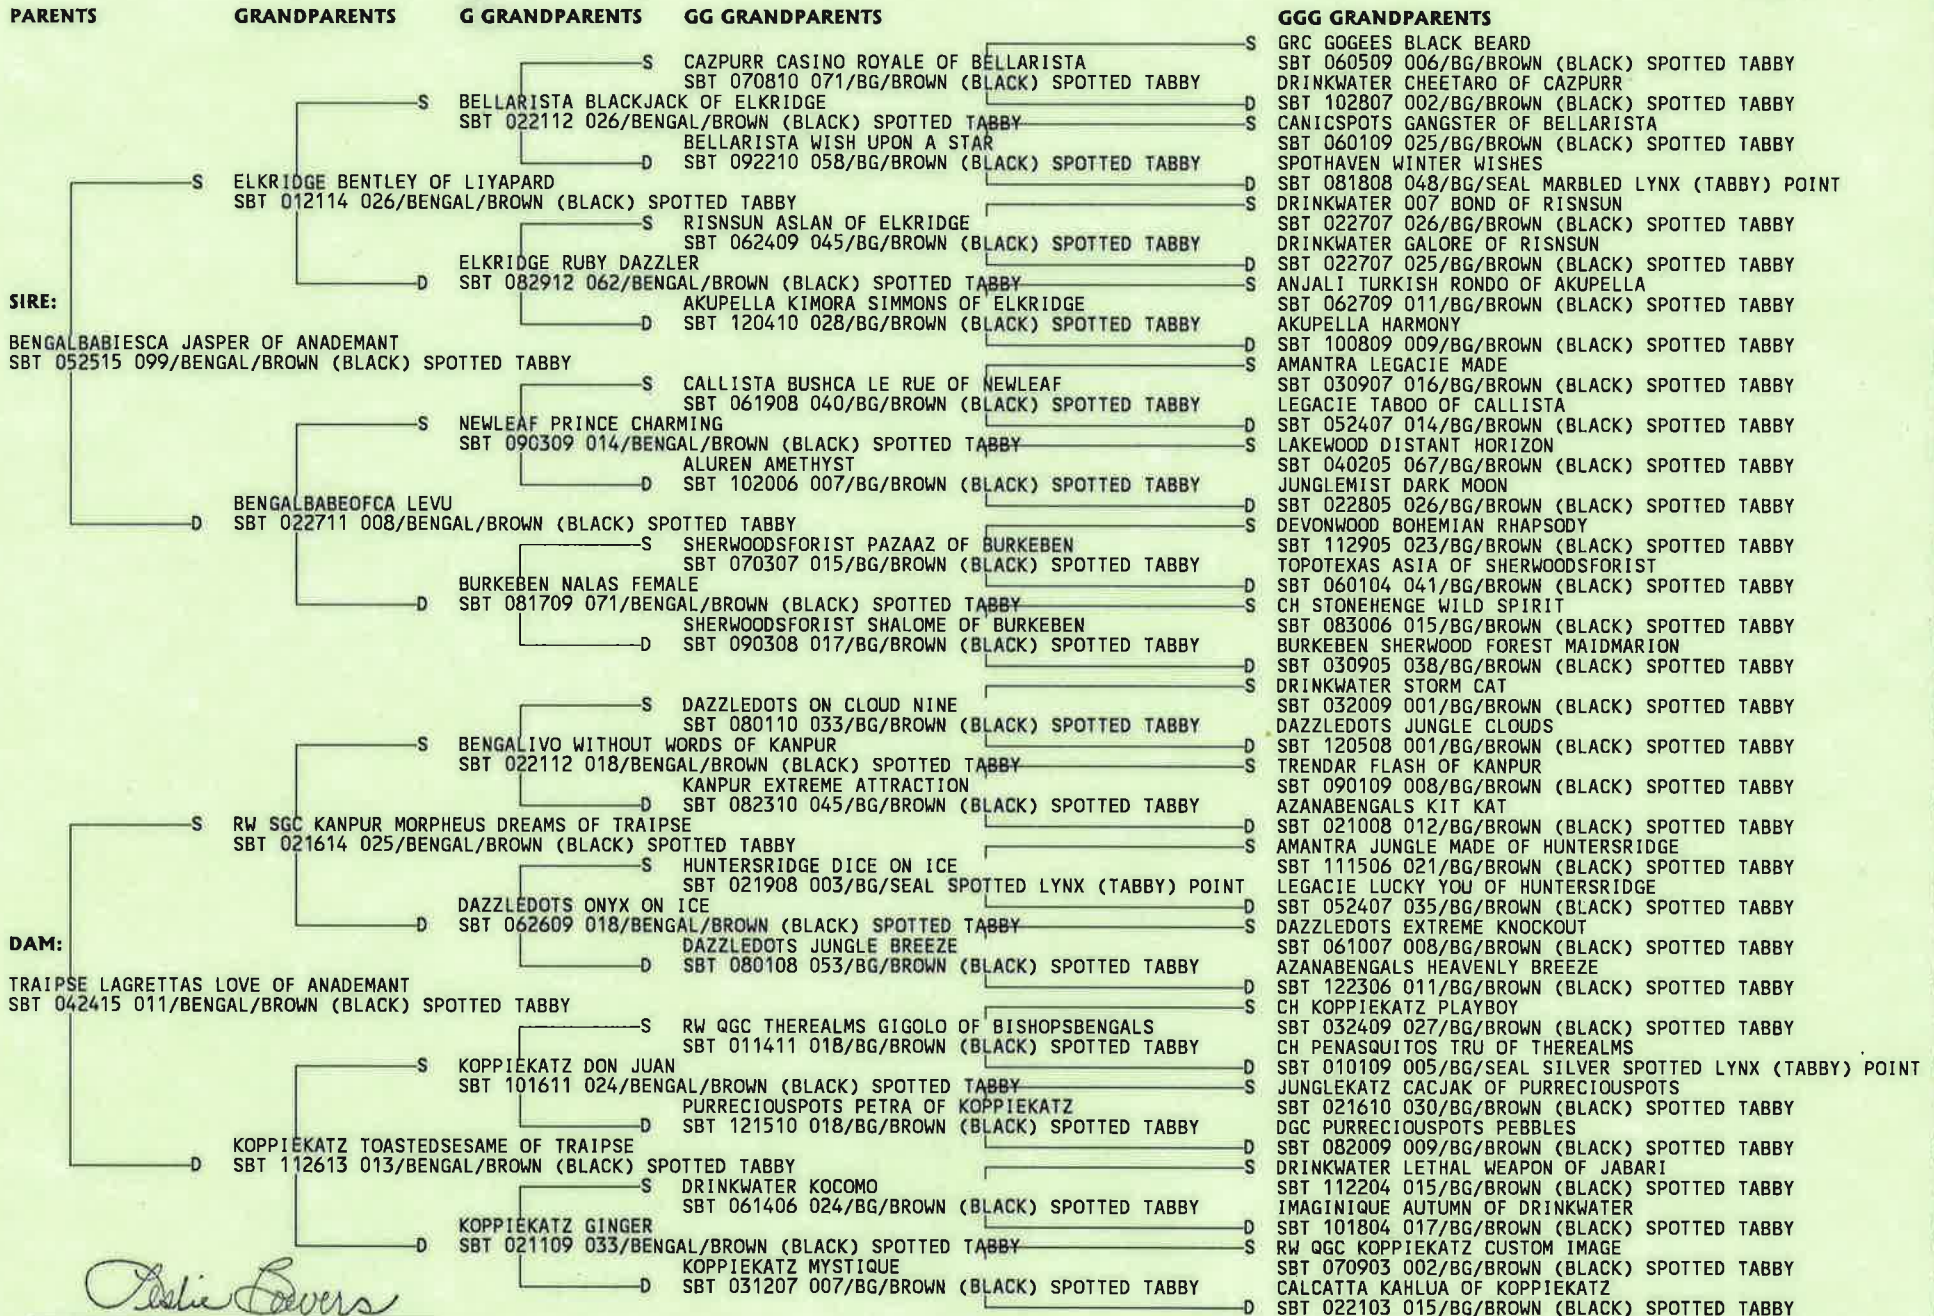 PARENTS GRANDPARENTS G GRANDPARENTS GG GRANDPARENTS GGG GRANDPARENTS
S GRC GOGEES BLACK BEARD
S CAZPURR CASINO ROYALE OF BELLARISTA SBT 060509 006/BG/BROWN (BLACK) SPOTTED TABBY
SBT 070810 071/BG/BROWN (BLACK) SPOTTED TABBY DRINKWATER CHEETARO OF CAZPURR
S BELLARISTA BLACKJACK OF ELKRIDGE D SBT 102807 002/BG/BROWN (BLACK) SPOTTED TABBY
SBT 022112 026/BENGAL/BROWN (BLACK) SPOTTED TABBY S CANICSPOTS GANGSTER OF BELLARISTA
BELLARISTA WISH UPON A STAR SBT 060109 025/BG/BROWN (BLACK) SPOTTED TABBY
D SBT 092210 058/BG/BROWN (BLACK) SPOTTED TABBY SPOTHAVEN WINTER WISHES
S ELKRIDGE BENTLEY OF LIYAPARD D SBT 081808 048/BG/SEAL MARBLED LYNX (TABBY) POINT
SBT 012114 026/BENGAL/BROWN (BLACK) SPOTTED TABBY S DRINKWATER 007 BOND OF RISNSUN
S RISNSUN ASLAN OF ELKRIDGE SBT 022707 026/BG/BROWN (BLACK) SPOTTED TABBY
SBT 062409 045/BG/BROWN (BLACK) SPOTTED TABBY DRINKWATER GALORE OF RISNSUN
ELKRIDGE RUBY DAZZLER D SBT 022707 025/BG/BROWN (BLACK) SPOTTED TABBY
D SBT 082912 062/BENGAL/BROWN (BLACK) SPOTTED TABBY S ANJALI TURKISH RONDO OF AKUPELLA
SIRE: AKUPELLA KIMORA SIMMONS OF ELKRIDGE SBT 062709 011/BG/BROWN (BLACK) SPOTTED TABBY
D SBT 120410 028/BG/BROWN (BLACK) SPOTTED TABBY AKUPELLA HARMONY
BENGALBABIESCA JASPER OF ANADEMANT D SBT 100809 009/BG/BROWN (BLACK) SPOTTED TABBY
SBT 052515 099/BENGAL/BROWN (BLACK) SPOTTED TABBY S AMANTRA LEGACIE MADE
S CALLISTA BUSHCA LE RUE OF NEWLEAF SBT 030907 016/BG/BROWN (BLACK) SPOTTED TABBY
SBT 061908 040/BG/BROWN (BLACK) SPOTTED TABBY LEGACIE TABOO OF CALLISTA
S NEWLEAF PRINCE CHARMING D SBT 052407 014/BG/BROWN (BLACK) SPOTTED TABBY
SBT 090309 014/BENGAL/BROWN (BLACK) SPOTTED TABBY S LAKEWOOD DISTANT HORIZON
ALUREN AMETHYST SBT 040205 067/BG/BROWN (BLACK) SPOTTED TABBY
D SBT 102006 007/BG/BROWN (BLACK) SPOTTED TABBY JUNGLEMIST DARK MOON
BENGALBABEOFCA LEVU D SBT 022805 026/BG/BROWN (BLACK) SPOTTED TABBY
D SBT 022711 008/BENGAL/BROWN (BLACK) SPOTTED TABBY S DEVONWOOD BOHEMIAN RHAPSODY
S SHERWOODSFORIST PAZAAZ OF BURKEBEN SBT 112905 023/BG/BROWN (BLACK) SPOTTED TABBY
SBT 070307 015/BG/BROWN (BLACK) SPOTTED TABBY TOPOTEXAS ASIA OF SHERWOODSFORIST
BURKEBEN NALAS FEMALE D SBT 060104 041/BG/BROWN (BLACK) SPOTTED TABBY
D SBT 081709 071/BENGAL/BROWN (BLACK) SPOTTED TABBY S CH STONEHENGE WILD SPIRIT
SHERWOODSFORIST SHALOME OF BURKEBEN SBT 083006 015/BG/BROWN (BLACK) SPOTTED TABBY
D SBT 090308 017/BG/BROWN (BLACK) SPOTTED TABBY BURKEBEN SHERWOOD FOREST MAIDMARION
D SBT 030905 038/BG/BROWN (BLACK) SPOTTED TABBY
S DRINKWATER STORM CAT
S DAZZLEDOTS ON CLOUD NINE SBT 032009 001/BG/BROWN (BLACK) SPOTTED TABBY
SBT 080110 033/BG/BROWN (BLACK) SPOTTED TABBY DAZZLEDOTS JUNGLE CLOUDS
S BENGALIVO WITHOUT WORDS OF KANPUR D SBT 120508 001/BG/BROWN (BLACK) SPOTTED TABBY
SBT 022112 018/BENGAL/BROWN (BLACK) SPOTTED TABBY S TRENDAR FLASH OF KANPUR
KANPUR EXTREME ATTRACTION SBT 090109 008/BG/BROWN (BLACK) SPOTTED TABBY
D SBT 082310 045/BG/BROWN (BLACK) SPOTTED TABBY AZANABENGALS KIT KAT
S RW SGC KANPUR MORPHEUS DREAMS OF TRAIPSE D SBT 021008 012/BG/BROWN (BLACK) SPOTTED TABBY
SBT 021614 025/BENGAL/BROWN (BLACK) SPOTTED TABBY S AMANTRA JUNGLE MADE OF HUNTERSRIDGE
S HUNTERSRIDGE DICE ON ICE SBT 111506 021/BG/BROWN (BLACK) SPOTTED TABBY
SBT 021908 003/BG/SEAL SPOTTED LYNX (TABBY) POINT LEGACIE LUCKY YOU OF HUNTERSRIDGE
DAZZLEDOTS ONYX ON ICE D SBT 052407 035/BG/BROWN (BLACK) SPOTTED TABBY
D SBT 062609 018/BENGAL/BROWN (BLACK) SPOTTED TABBY S DAZZLEDOTS EXTREME KNOCKOUT
DAM: DAZZLEDOTS JUNGLE BREEZE SBT 061007 008/BG/BROWN (BLACK) SPOTTED TABBY
D SBT 080108 053/BG/BROWN (BLACK) SPOTTED TABBY AZANABENGALS HEAVENLY BREEZE
TRAIPSE LAGRETTAS LOVE OF ANADEMANT D SBT 122306 011/BG/BROWN (BLACK) SPOTTED TABBY
SBT 042415 011/BENGAL/BROWN (BLACK) SPOTTED TABBY S CH KOPPIEKATZ PLAYBOY
S RW QGC THEREALMS GIGOLO OF BISHOPSBENGALS SBT 032409 027/BG/BROWN (BLACK) SPOTTED TABBY
SBT 011411 018/BG/BROWN (BLACK) SPOTTED TABBY CH PENASQUITOS TRU OF THEREALMS
S KOPPIEKATZ DON JUAN D SBT 010109 005/BG/SEAL SILVER SPOTTED LYNX (TABBY) POINT
SBT 101611 024/BENGAL/BROWN (BLACK) SPOTTED TABBY S JUNGLEKATZ CACJAK OF PURRECIOUSPOTS
PURRECIOUSPOTS PETRA OF KOPPIEKATZ SBT 021610 030/BG/BROWN (BLACK) SPOTTED TABBY
D SBT 121510 018/BG/BROWN (BLACK) SPOTTED TABBY DGC PURRECIOUSPOTS PEBBLES
KOPPIEKATZ TOASTEDSESAME OF TRAIPSE D SBT 082009 009/BG/BROWN (BLACK) SPOTTED TABBY
D SBT 112613 013/BENGAL/BROWN (BLACK) SPOTTED TABBY S DRINKWATER LETHAL WEAPON OF JABARI
S DRINKWATER KOCOMO SBT 112204 015/BG/BROWN (BLACK) SPOTTED TABBY
SBT 061406 024/BG/BROWN (BLACK) SPOTTED TABBY IMAGINIQUE AUTUMN OF DRINKWATER
KOPPIEKATZ GINGER D SBT 101804 017/BG/BROWN (BLACK) SPOTTED TABBY
D SBT 021109 033/BENGAL/BROWN (BLACK) SPOTTED TABBY S RW QGC KOPPIEKATZ CUSTOM IMAGE
KOPPIEKATZ MYSTIQUE SBT 070903 002/BG/BROWN (BLACK) SPOTTED TABBY
D SBT 031207 007/BG/BROWN (BLACK) SPOTTED TABBY CALCATTA KAHLUA OF KOPPIEKATZ
Leslie Bowers D SBT 022103 015/BG/BROWN (BLACK) SPOTTED TABBY